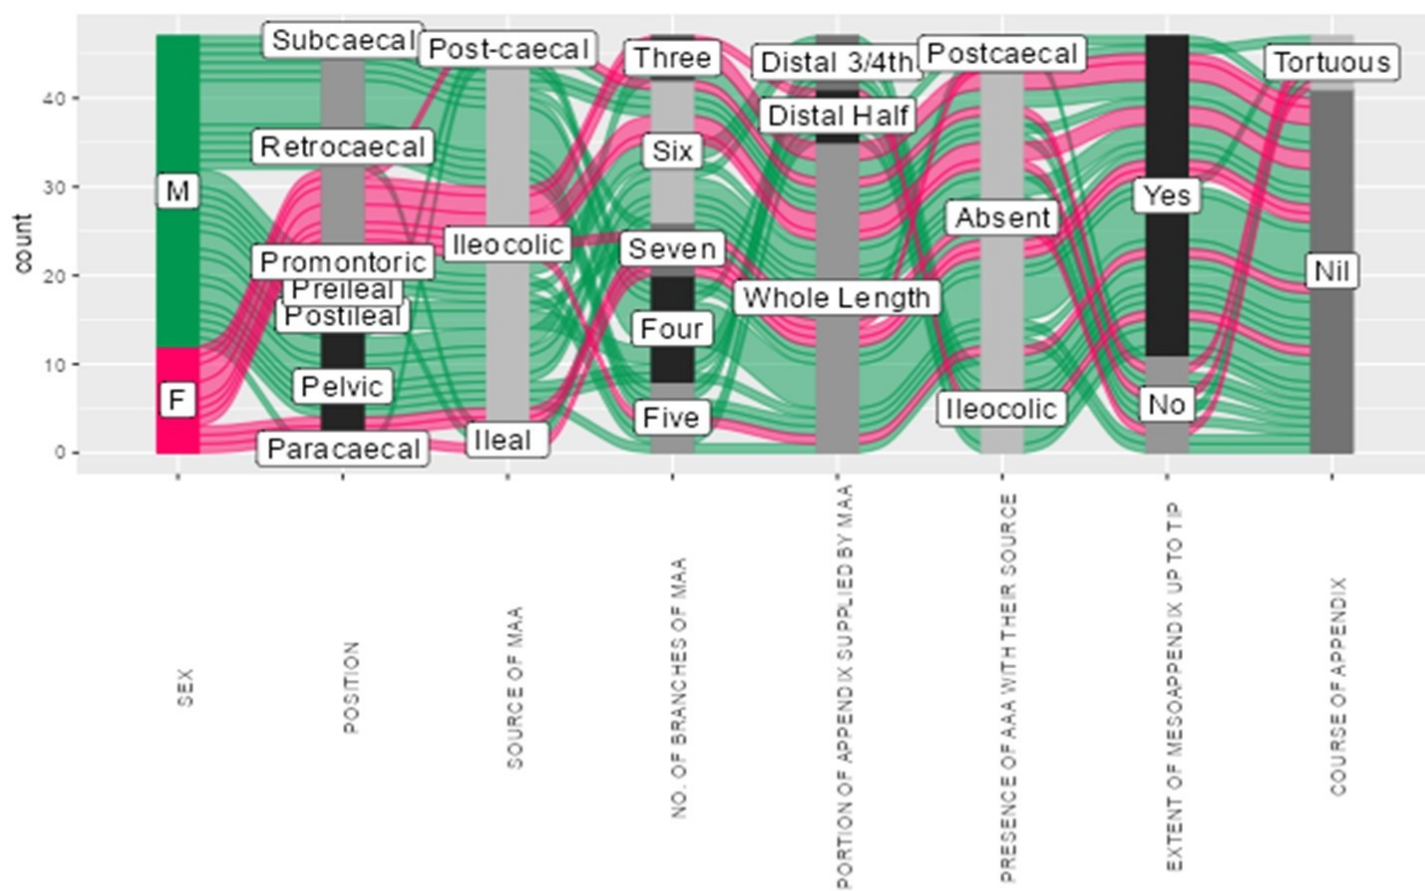 Subcaecal
Post-caecal
Three
Distal 3/4th
Postcaecal
Tortuous
40
Distal Half
Retrocaecal
Six
30
M
Yes
Absent
Ileocolic
Seven
Promontoric
count
Nil
20
Preileal
Whole Length
Postileal
Four
10
Pelvic
F
No
Ileocolic
Five
Ileal
Paracaecal
0
SEX
POSITION
SOURCE OF MAA
NO. OF BRANCHES OF MAA
PORTION OF APPENDIX SUPPLIED BY MAA
PRESENCE OF AAA WITH THEIR SOURCE
EXTENT OF MESOAPPENDIX UP TO TIP
COURSE OF APPENDIX